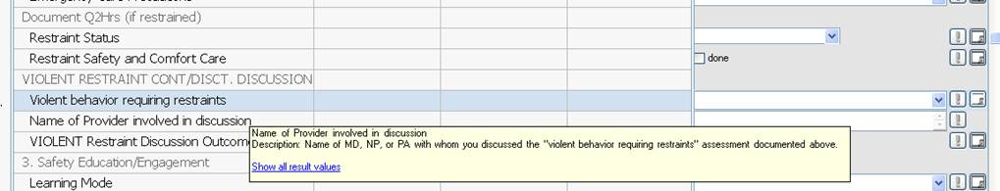 Document Q2Hrs (if restrained)
Restraint Status
Restraint Safety and Comfort Care
done
VIOLENT RESTRAINT CONT/DISCT. DISCUSSION
Violent behavior requiring restraints
Name of Provider involved in discussion
Name of Provider involved in discussion
VIOLENT Restraint Discussion Outcom
Description: Name of MD, NP, or PA with whom you discussed the "violent behavior requiring restraints" assessment documented above.
3. Safety Education/Engagement
Show all result values
Learning Mode